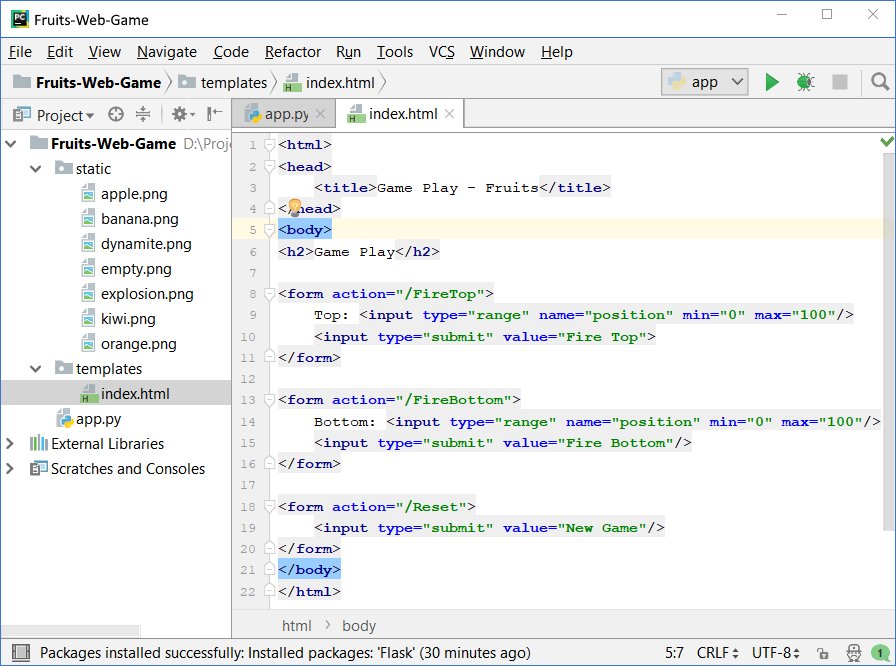 PC Fruits-Web-Game
File Edit View Navigate Code Refactor Run Tools VCS Window Help
Fruits-Web-Game templates H index.html app
Project app.py H index.html
Fruits-Web-Game D:\Proj
static
apple.png
banana.png
dynamite.png
empty.png
explosion.png
kiwi.png
orange.png
templates
H index.html
app.py
External Libraries
Scratches and Consoles
1 <html>
2 <head>
3 <title>Game Play - Fruits</title>
4 </head>
5 <body>
6 <h2>Game Play</h2>
7
8 <form action="/FireTop">
9 Top: <input type="range" name="position" min="0" max="100"/>
10 <input type="submit" value="Fire Top">
11 </form>
12
13 <form action="/FireBottom">
14 Bottom: <input type="range" name="position" min="0" max="100"/>
15 <input type="submit" value="Fire Bottom"/>
16 </form>
17
18 <form action="/Reset">
19 <input type="submit" value="New Game"/>
20 </form>
21 </body>
22 </html>
html body
Packages installed successfully: Installed packages: 'Flask' (30 minutes ago) 5:7 CRLF UTF-8 1